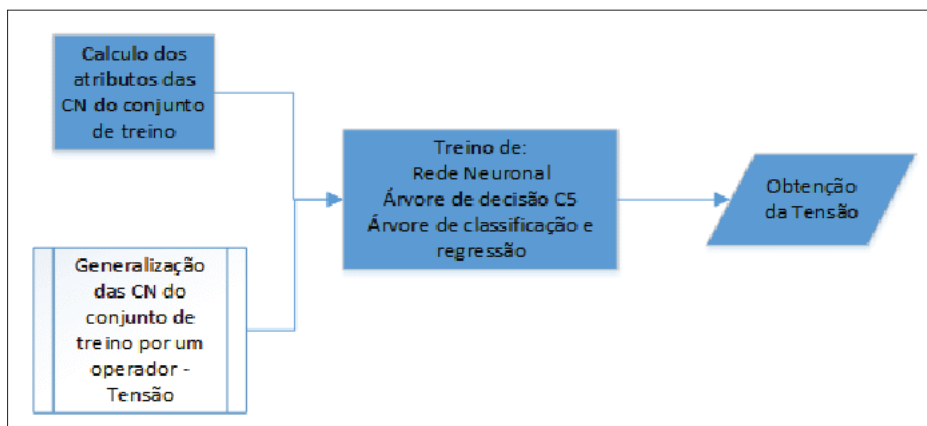 Calculo dos
atributos das
CN do conjunto
de treino
Treino de:
Rede Neuronal
Árvore de decisão C5
Árvore de classificação e
regressão
Obtenção
da Tensão
Generalização
das CN do
conjunto de
treino por um
operador -
Tensão